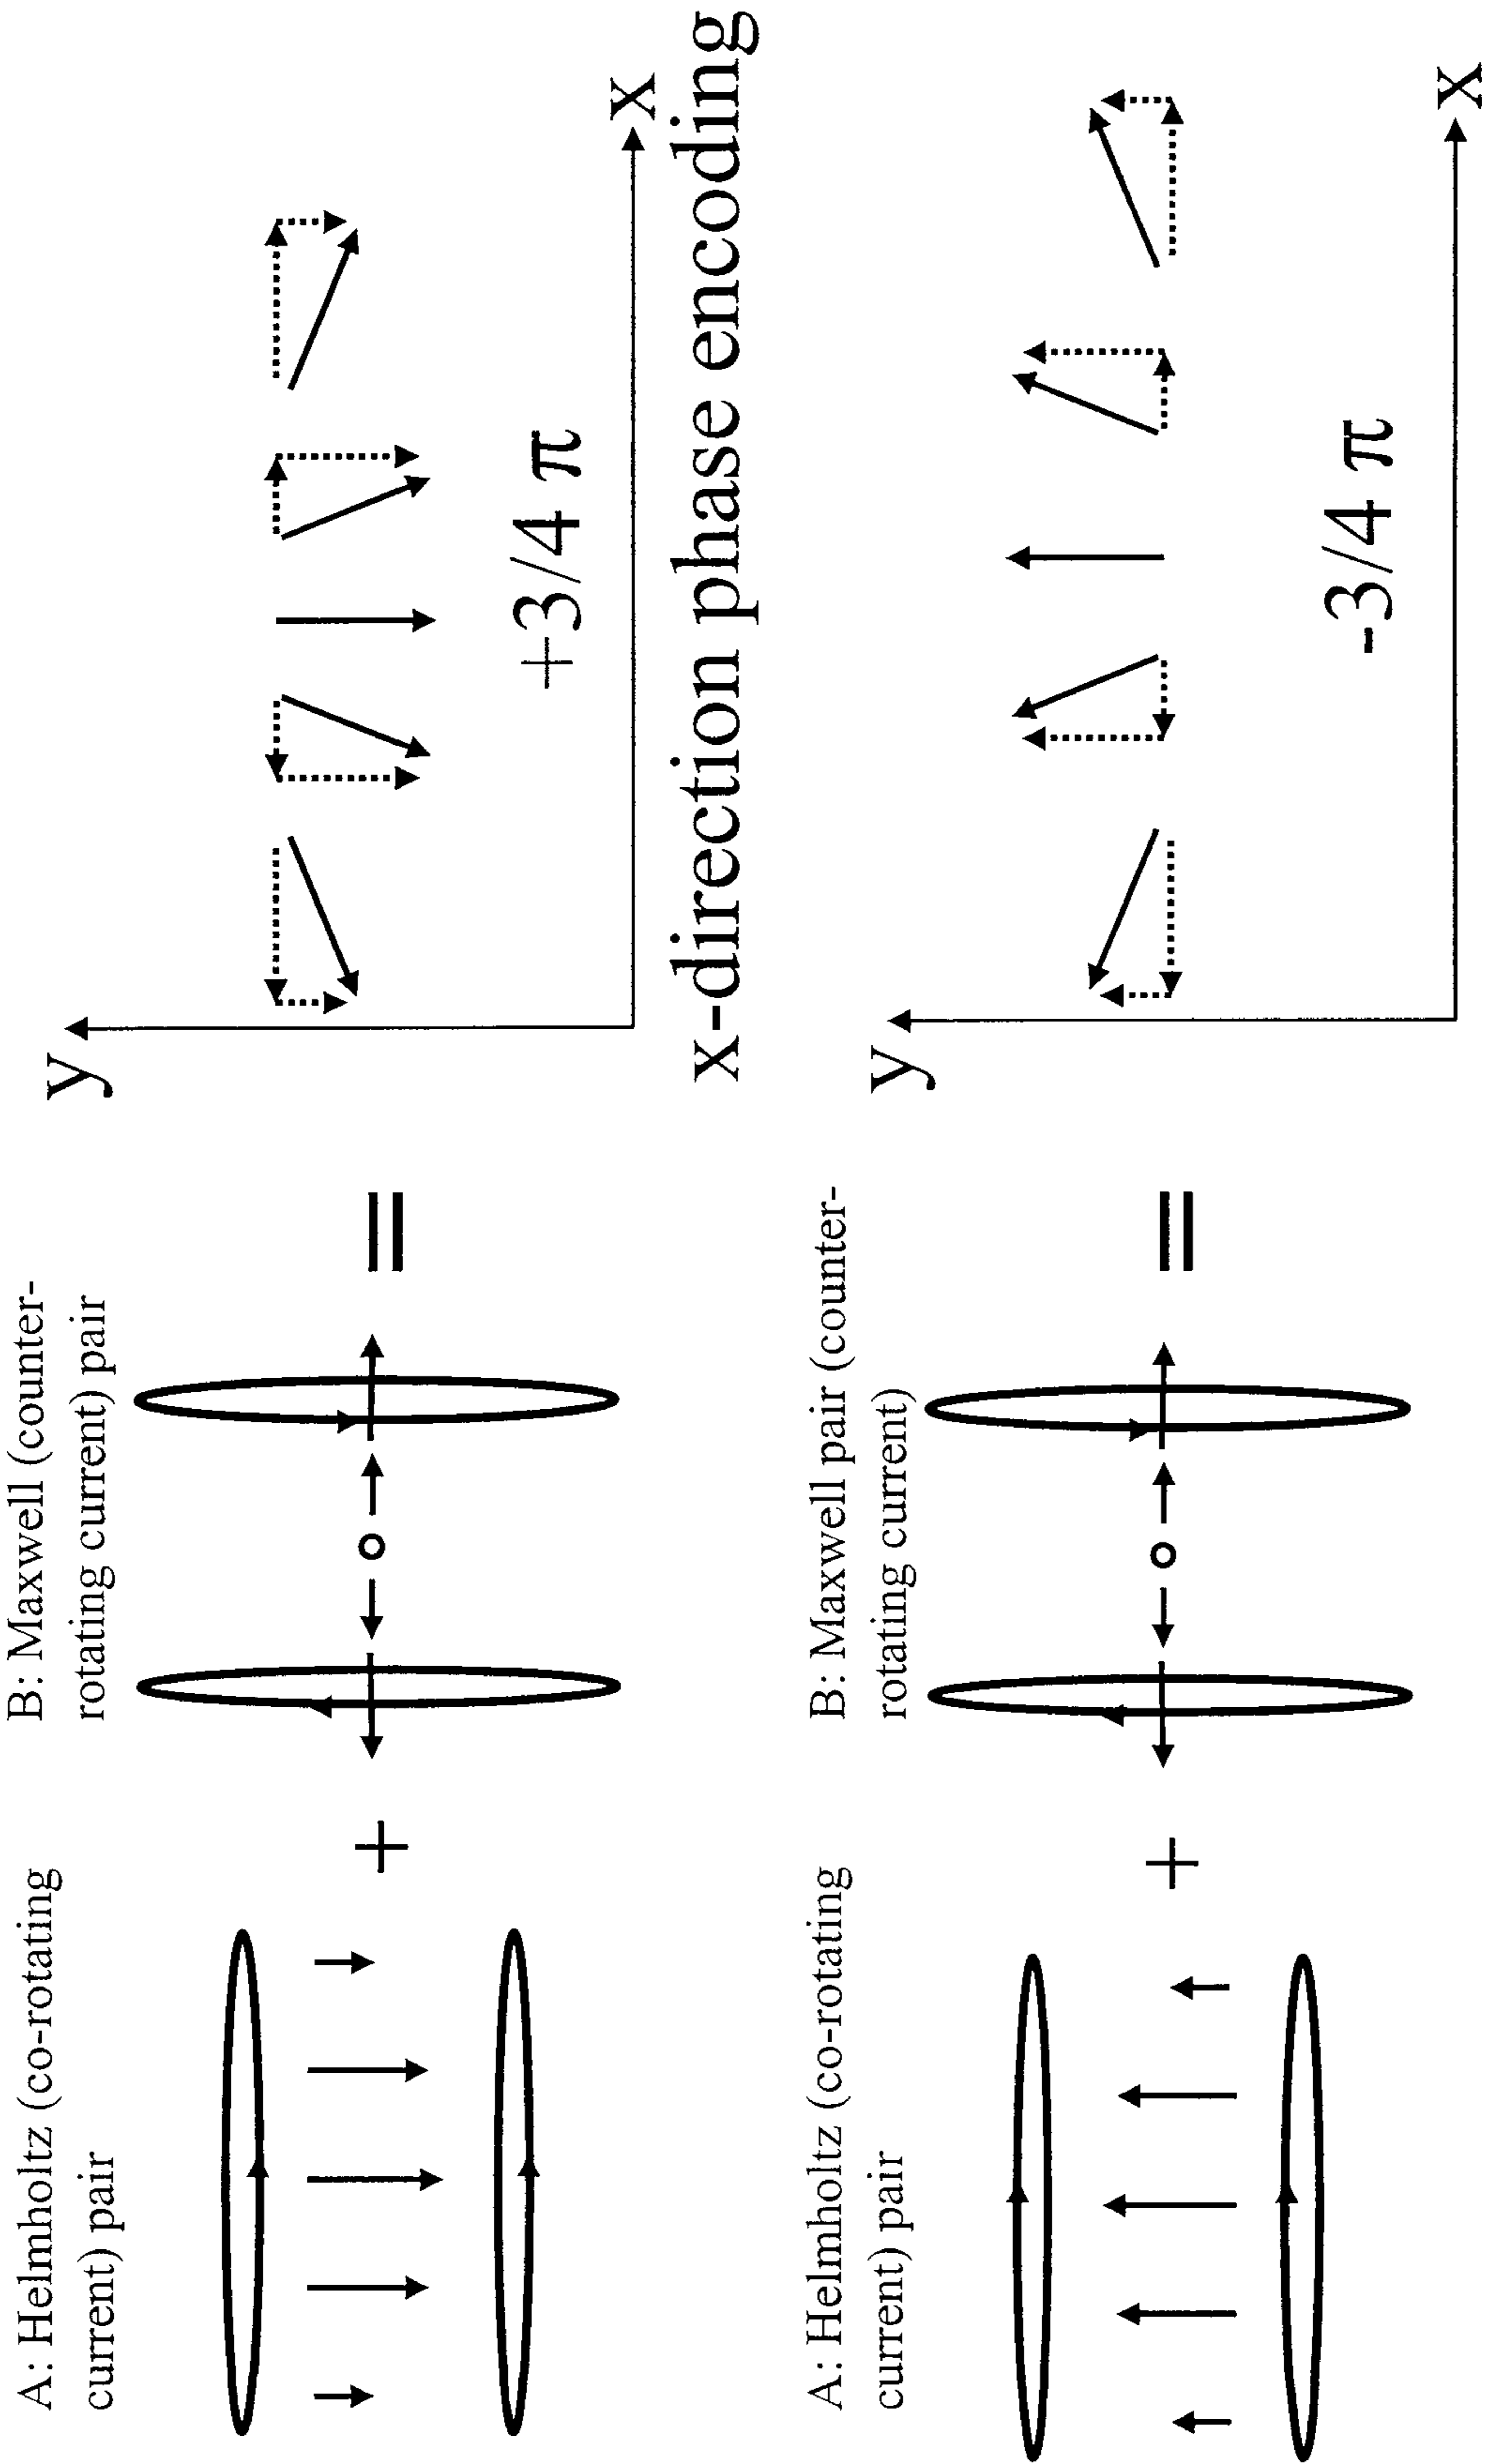 A: Helmholtz (co-rotating
current) pair
+
B: Maxwell (counter-
rotating current) pair
=
y
x
+3/4 π
x-direction phase encoding
A: Helmholtz (co-rotating
current) pair
+
B: Maxwell pair (counter-
rotating current)
=
y
x
-3/4 π